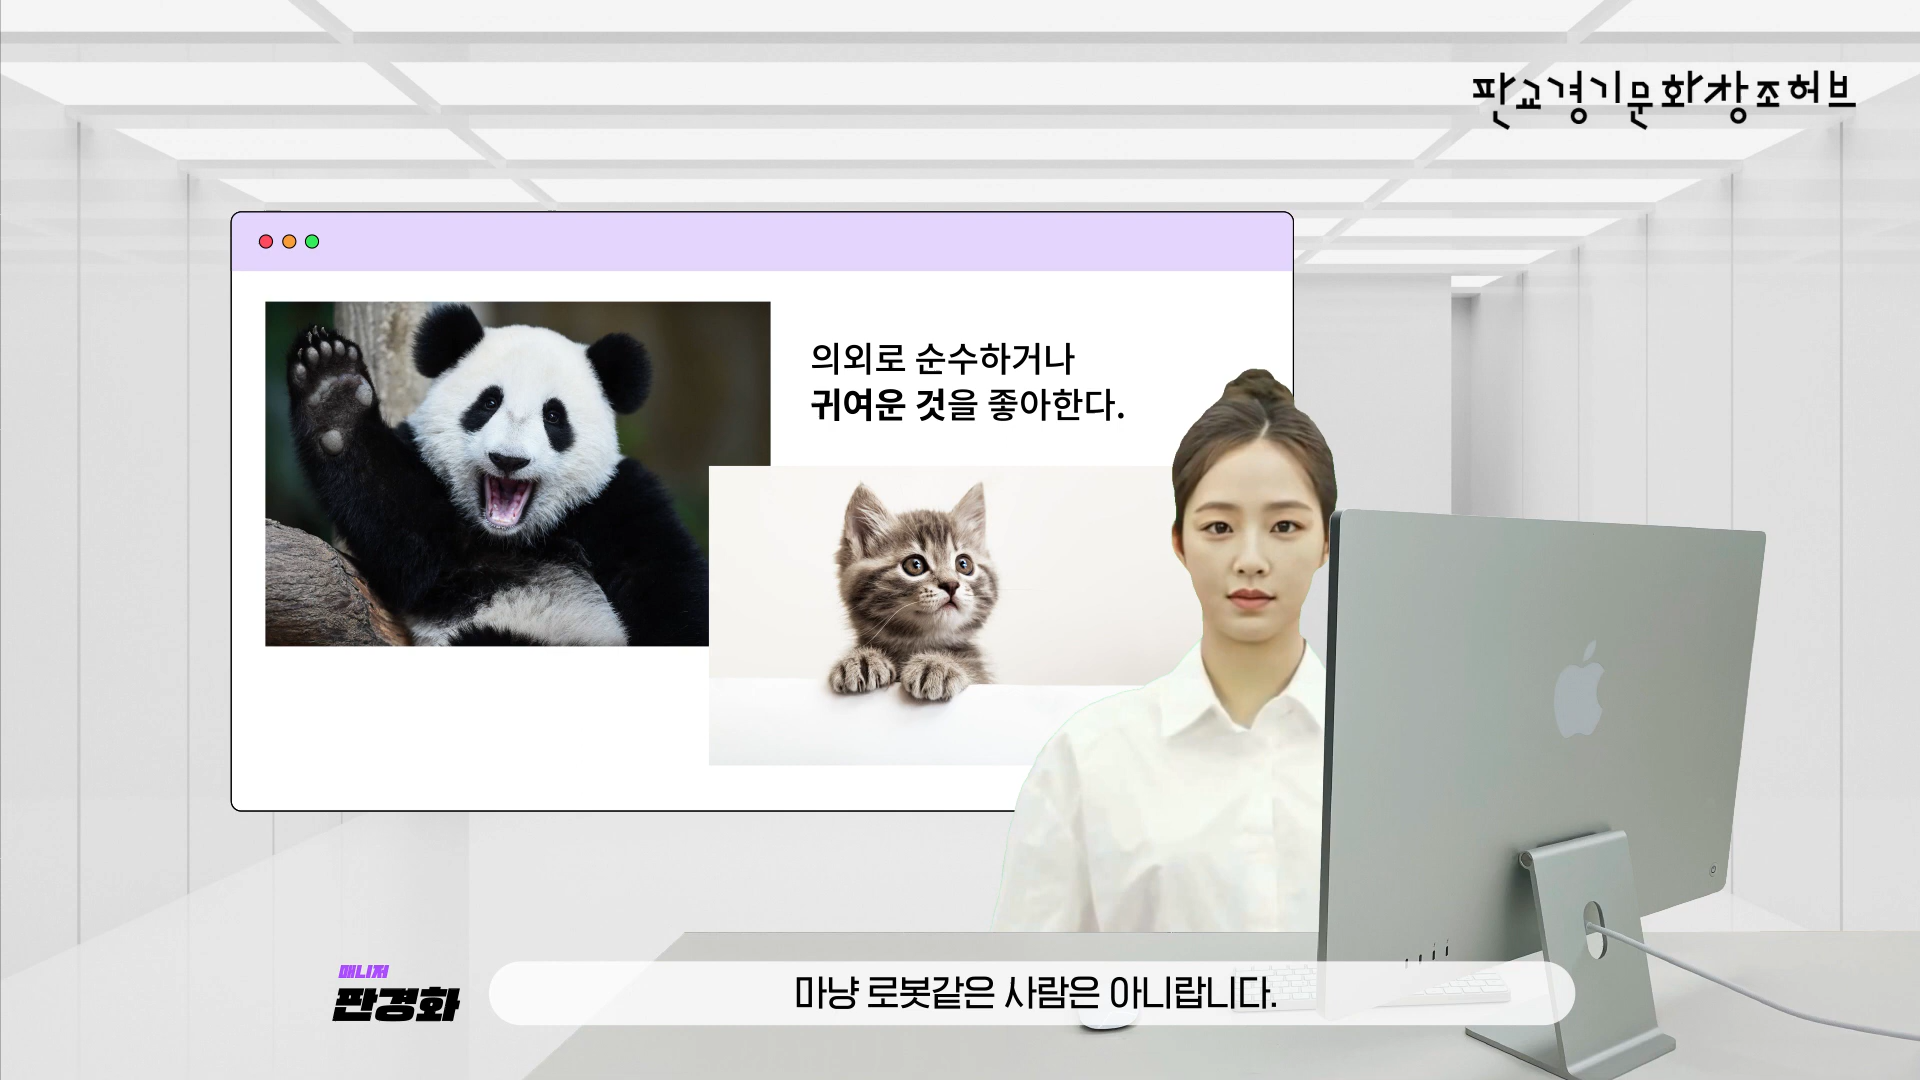 판교경기문화창조허브
의외로 순수하거나
귀여운 것을 좋아한다.
매니저
판경화
마냥 로봇같은 사람은 아니랍니다.